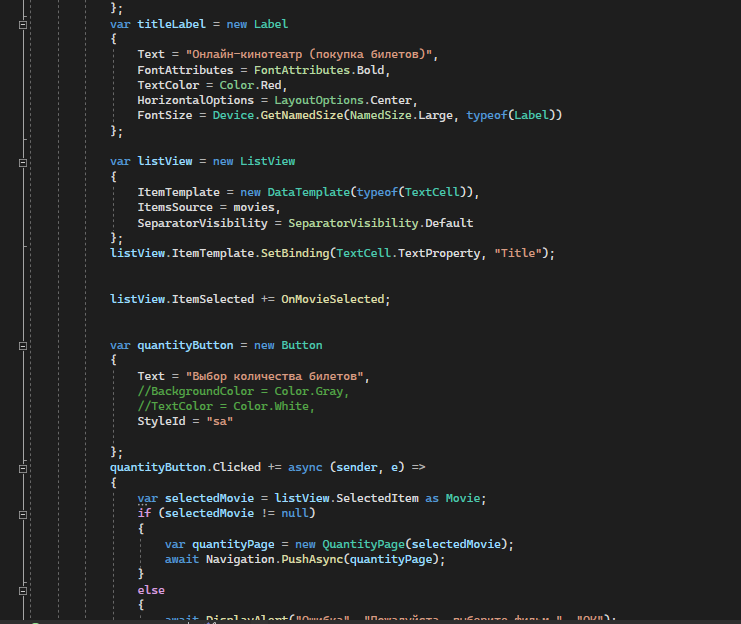 };
var titleLabel = new Label
{
Text = "Онлайн-кинотеатр (покупка билетов)",
FontAttributes = FontAttributes.Bold,
TextColor = Color.Red,
HorizontalOptions = LayoutOptions.Center,
FontSize = Device.GetNamedSize(NamedSize.Large, typeof(Label))
};
var listView = new ListView
{
ItemTemplate = new DataTemplate(typeof(TextCell)),
ItemsSource = movies,
SeparatorVisibility = SeparatorVisibility.Default
};
listView.ItemTemplate.SetBinding(TextCell.TextProperty, "Title");
listView.ItemSelected += OnMovieSelected;
var quantityButton = new Button
{
Text = "Выбор количества билетов",
//BackgroundColor = Color.Gray,
//TextColor = Color.White,
StyleId = "sa"
};
quantityButton.Clicked += async (sender, e) =>
{
var selectedMovie = listView.SelectedItem as Movie;
if (selectedMovie != null)
{
var quantityPage = new QuantityPage(selectedMovie);
await Navigation.PushAsync(quantityPage);
}
else
{
await DisplayAlert("Ошибка", "Пожалуйста, выберите фильм.", "OK");